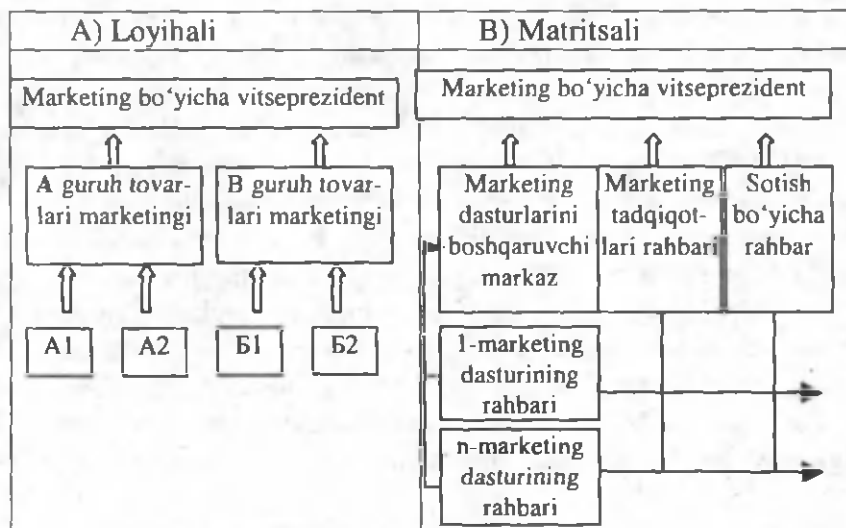 A) Loyihali
Marketing bo‘yicha vitseprezident
A guruh tovar-
lari marketingi
B guruh tovar-
lari marketingi
A1
A2
Б1
Б2
B) Matritsali
Marketing bo‘yicha vitseprezident
Marketing
dasturlarini
boshqaruvchi
markaz
Marketing
tadqiqot-
lari rahbari
Sotish
bo‘yicha
rahbar
1-marketing
dasturining
rahbari
n-marketing
dasturining
rahbari